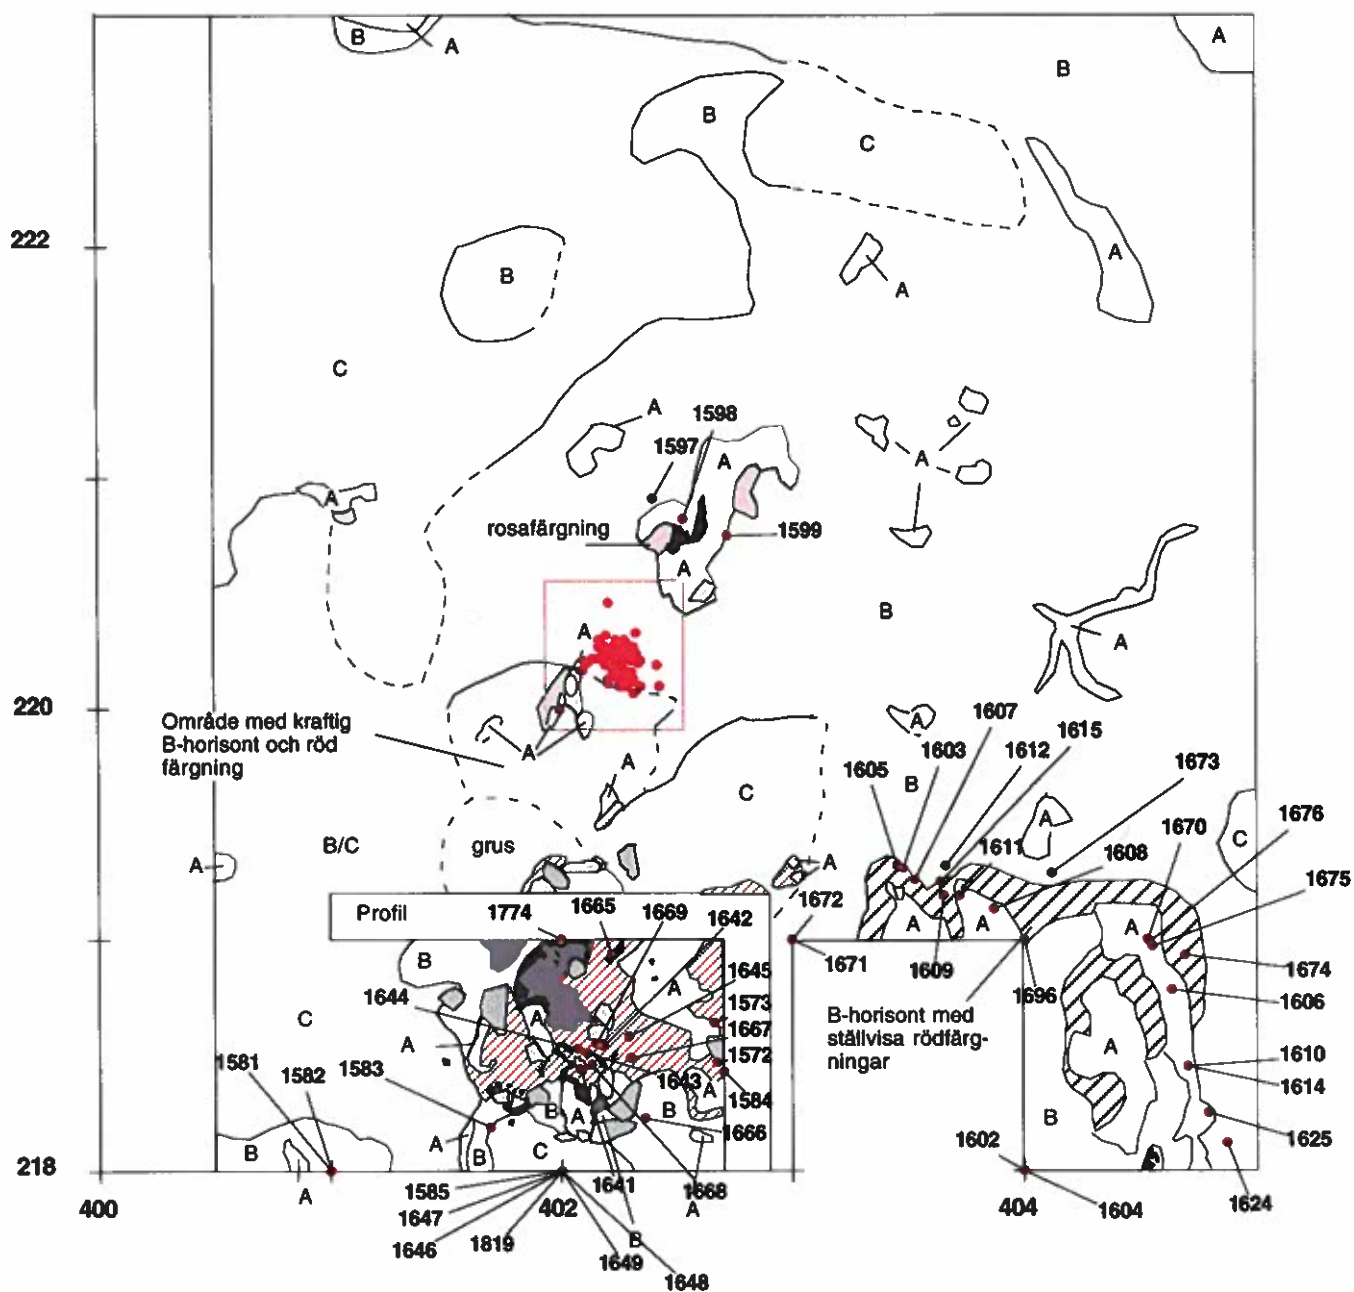 B
A
A
B
B
C
222
B
A
A
C
A
1598
1597
A
A
A
rosafärgning
1599
A
B
A
A
220
Område med kraftig
B-horisont och röd
färgning
A
A
A
1607
1603
1612
1615
1605
B
1673
C
1676
A
1670
B/C
grus
A
A
1611
1608
C
1675
1672
Profil
1774
1665
1669
1642
A
A
A
1671
1609
1674
B
1645
A
1644
1573
1696
1606
C
A
1667
B-horisont med
ställvisa rödfärg-
ningar
A
1581
1582
1583
1572
A
1610
1643
1614
1584
A
B
A
B
B
1666
1625
B
A
B
C
1602
218
A
1585
1641
1668
A
1604
1624
400
1647
402
404
1646
1819
B
1649
1648